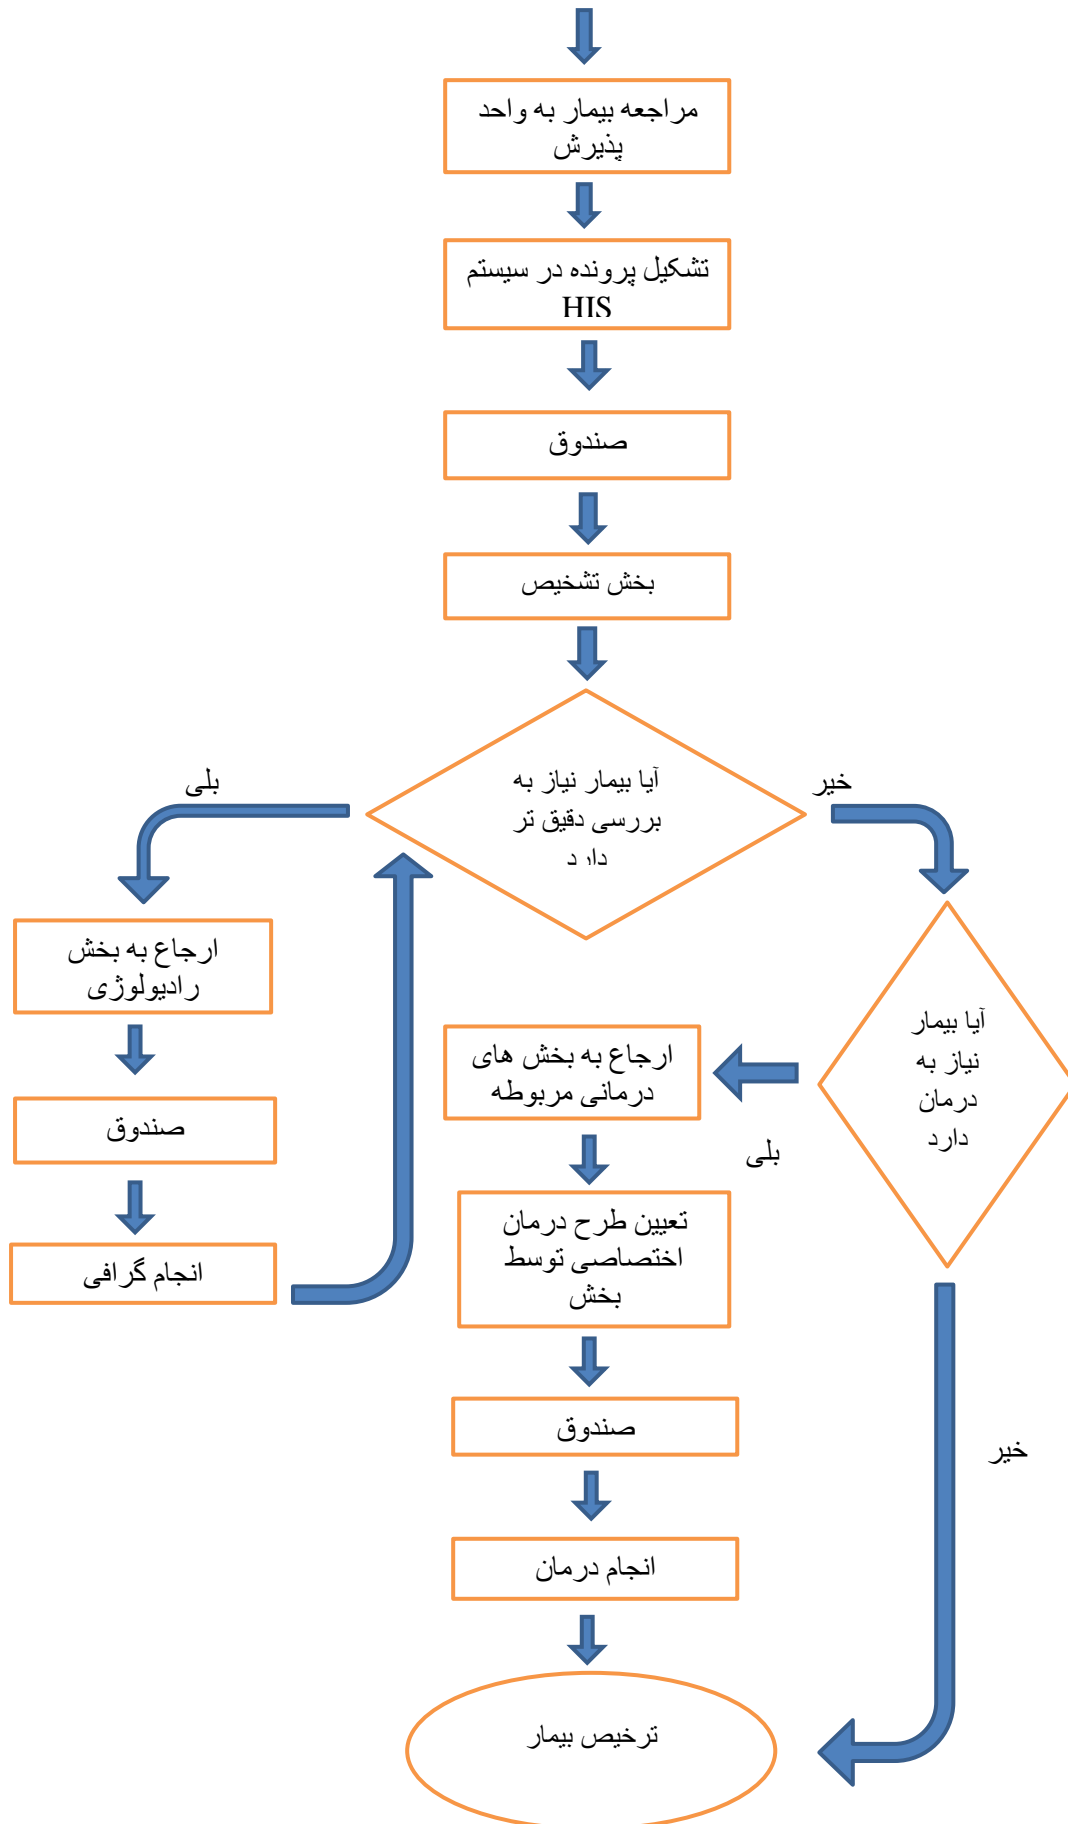 مراجعه بیمار به واحد
پذیرش
تشکیل پرونده در سیستم
HIS
صندوق
بخش تشخیص
آیا بیمار نیاز به
بررسی دقیق تر
دارد
بلی
خیر
ارجاع به بخش
رادیولوژی
صندوق
انجام گرافی
آیا بیمار
نیاز به
درمان
دارد
بلی
ارجاع به بخش های
درمانی مربوطه
تعیین طرح درمان
اختصاصی توسط
بخش
صندوق
خیر
انجام درمان
ترخیص بیمار